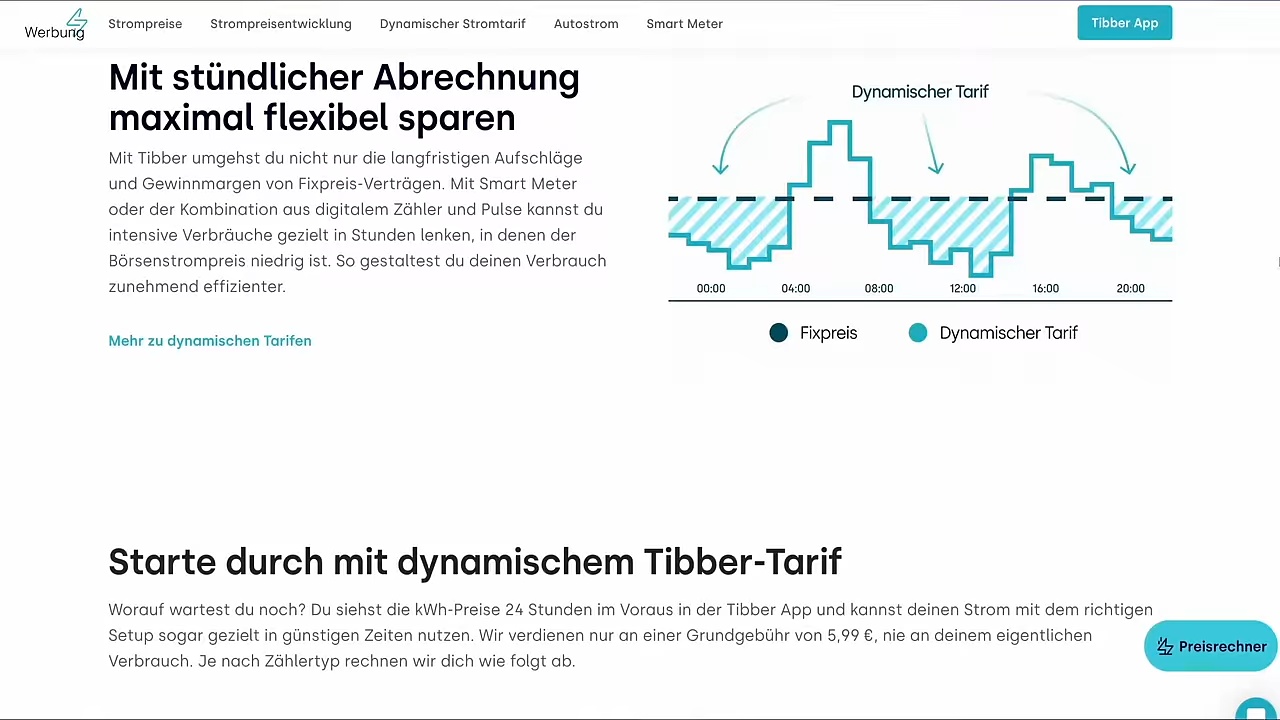 Werbung
Strompreise
Strompreisentwicklung
Dynamischer Stromtarif
Autostrom
Smart Meter
Tibber App
Mit stündlicher Abrechnung
maximal flexibel sparen
Mit Tibber umgehst du nicht nur die langfristigen Aufschläge
und Gewinnmargen von Fixpreis-Verträgen. Mit Smart Meter
oder der Kombination aus digitalem Zähler und Pulse kannst du
intensive Verbräuche gezielt in Stunden lenken, in denen der
Börsenstrompreis niedrig ist. So gestaltest du deinen Verbrauch
zunehmend effizienter.
Mehr zu dynamischen Tarifen
Dynamischer Tarif
00:00 04:00 08:00 12:00 16:00 20:00
Fixpreis
Dynamischer Tarif
Starte durch mit dynamischem Tibber-Tarif
Worauf wartest du noch? Du siehst die kWh-Preise 24 Stunden im Voraus in der Tibber App und kannst deinen Strom mit dem richtigen
Setup sogar gezielt in günstigen Zeiten nutzen. Wir verdienen nur an einer Grundgebühr von 5,99 €, nie an deinem eigentlichen
Verbrauch. Je nach Zählertyp rechnen wir dich wie folgt ab.
Preisrechner